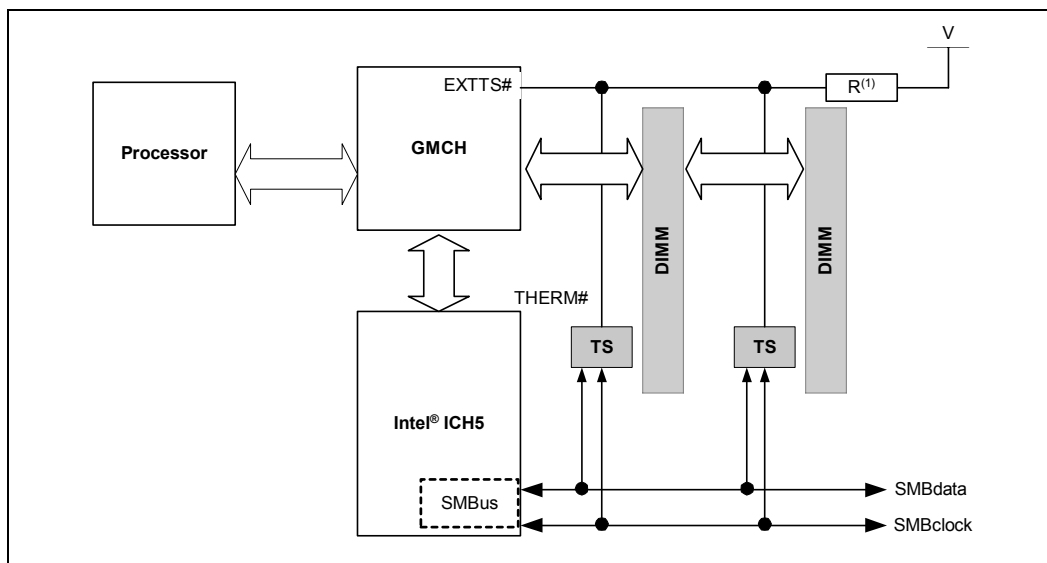 V
EXTTS#
R(1)
Processor
GMCH
DIMM
DIMM
THERM#
TS
TS
Intel® ICH5
SMBus
SMBdata
SMBclock